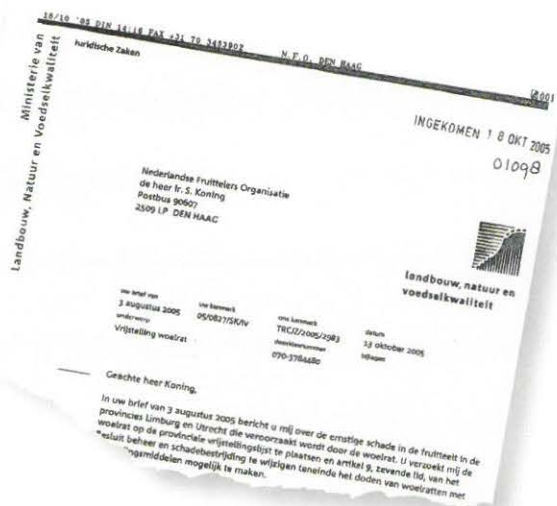 18/10 '05 DIN 14:16 FAX +31 70 3453902 N.F.O. DEN HAAG 001
Juridische Zaken
Ministerie van
Landbouw, Natuur en Voedselkwaliteit
INGEKOMEN 18 OKT 2005
01098
Nederlandse Fruittelers Organisatie
de heer Ir. S. Koning
Postbus 90607
2509 LP DEN HAAG
landbouw, natuur en
voedselkwaliteit
uw brief van
3 augustus 2005
uw kenmerk
05/0827/SK/iv
ons kenmerk
TRCJZ/2005/2983
datum
13 oktober 2005
onderwerp
Vrijstelling woelrat
doorkiesnummer
070-3784480
bijlagen
Geachte heer Koning,
In uw brief van 3 augustus 2005 bericht u mij over de ernstige schade in de fruitteelt in de
provincies Limburg en Utrecht die veroorzaakt wordt door de woelrat. U verzoekt mij de
woelrat op de provinciale vrijstellingslijst te plaatsen en artikel 9, zevende lid, van het
Besluit beheer en schadebestrijding te wijzigen teneinde het doden van woelratten met
mogelijk te maken.